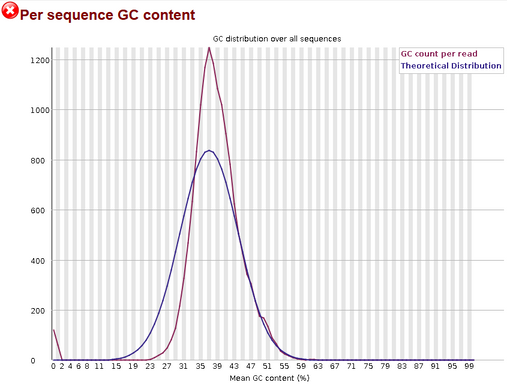 Per sequence GC content
GC distribution over all sequences
GC count per read
Theoretical Distribution
1200
1000
800
600
400
200
0
0 2 4 6 8 11 15 19 23 27 31 35 39 43 47 51 55 59 63 67 71 75 79 83 87 91 95 99
Mean GC content (%)